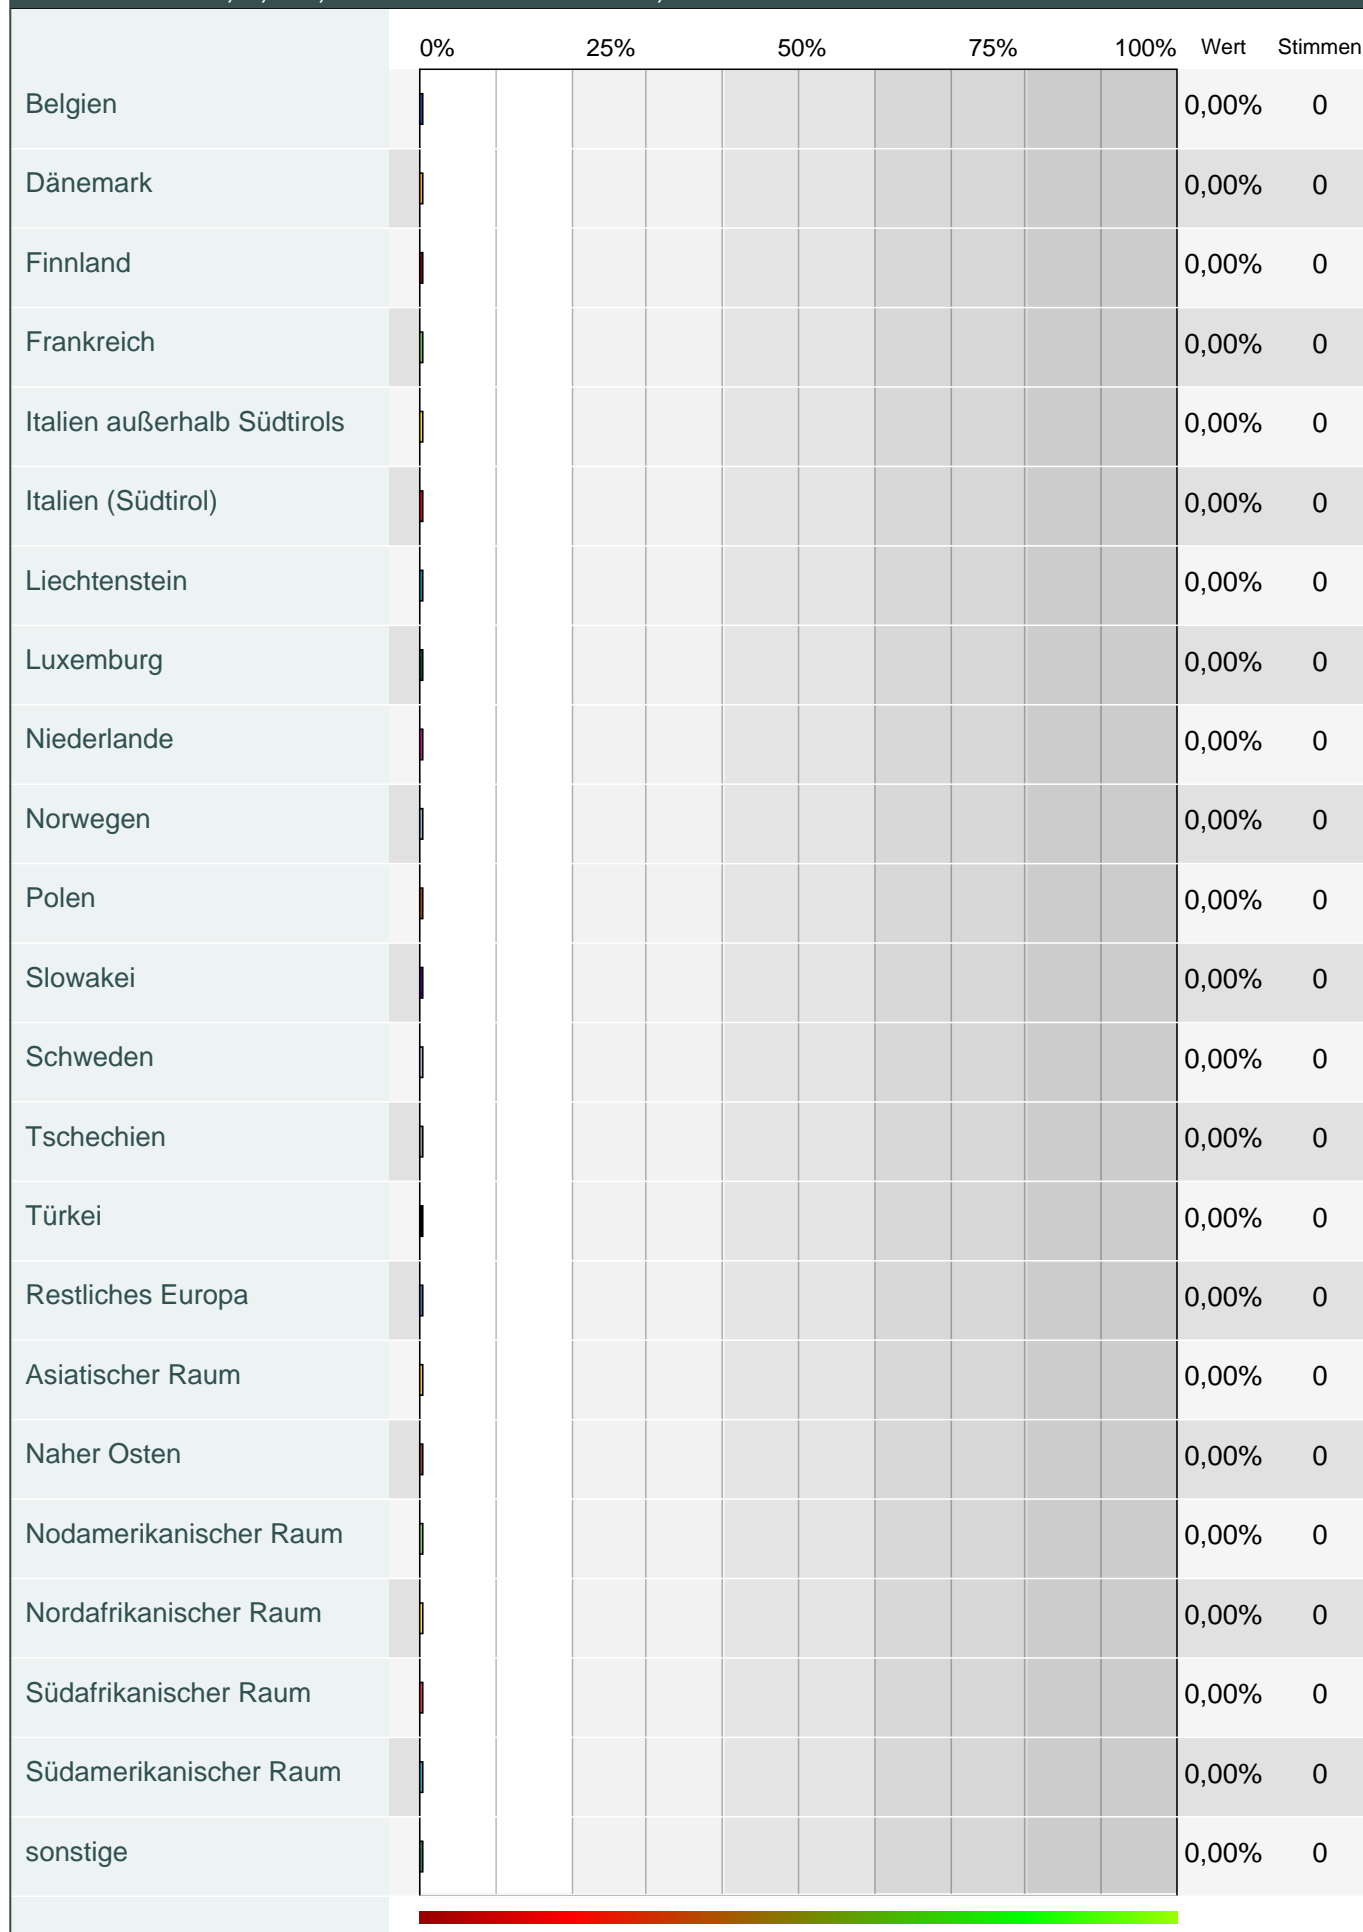 0% 25% 50% 75% 100% Wert Stimmen
Belgien 0,00% 0
Dänemark 0,00% 0
Finnland 0,00% 0
Frankreich 0,00% 0
Italien außerhalb Südtirols 0,00% 0
Italien (Südtirol) 0,00% 0
Liechtenstein 0,00% 0
Luxemburg 0,00% 0
Niederlande 0,00% 0
Norwegen 0,00% 0
Polen 0,00% 0
Slowakei 0,00% 0
Schweden 0,00% 0
Tschechien 0,00% 0
Türkei 0,00% 0
Restliches Europa 0,00% 0
Asiatischer Raum 0,00% 0
Naher Osten 0,00% 0
Nodamerikanischer Raum 0,00% 0
Nordafrikanischer Raum 0,00% 0
Südafrikanischer Raum 0,00% 0
Südamerikanischer Raum 0,00% 0
sonstige 0,00% 0